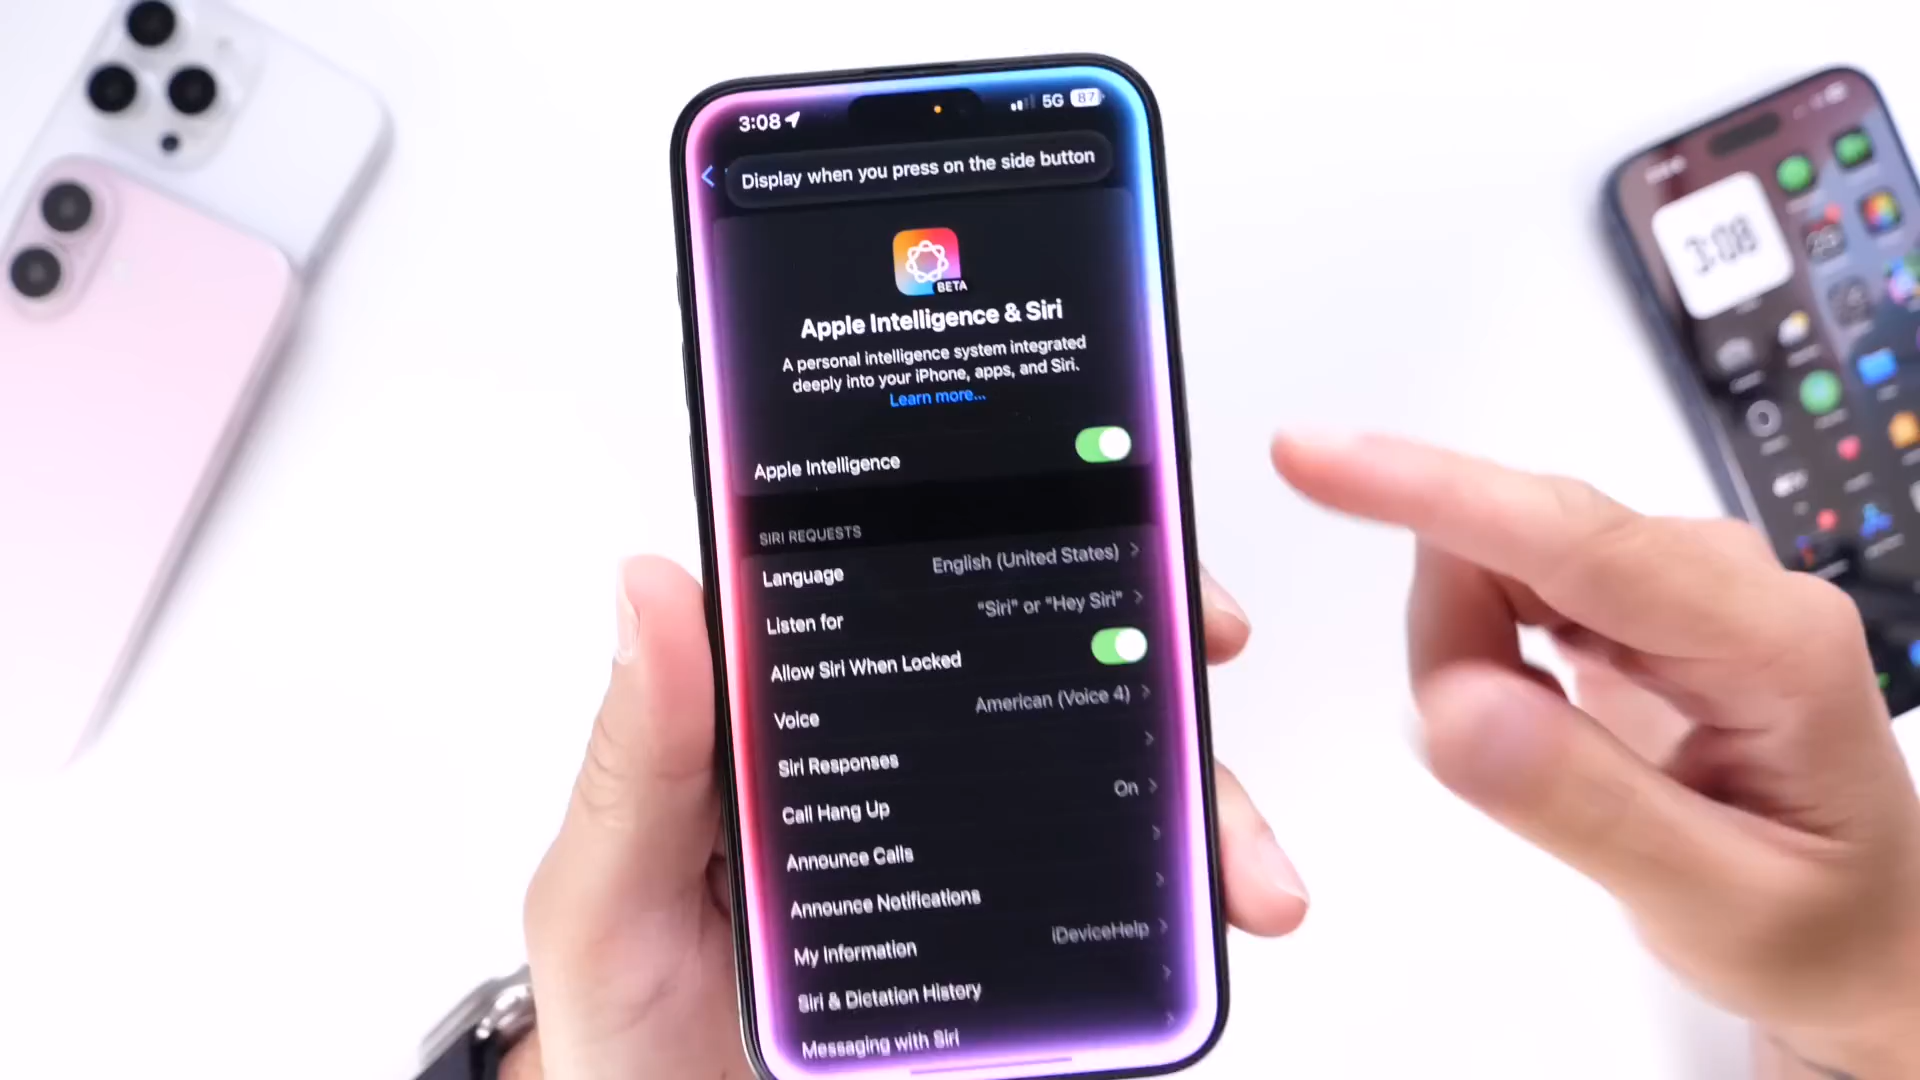 3:08
5G 87
Display when you press on the side button
BETA
Apple Intelligence & Siri
A personal intelligence system integrated
deeply into your iPhone, apps, and Siri.
Learn more...
Apple Intelligence
SIRI REQUESTS
Language English (United States)
Listen for "Siri" or "Hey Siri"
Allow Siri When Locked
Voice American (Voice 4)
Siri Responses
Call Hang Up On
Announce Calls
Announce Notifications
My Information iDeviceHelp
Siri & Dictation History
Messaging with Siri
3:08